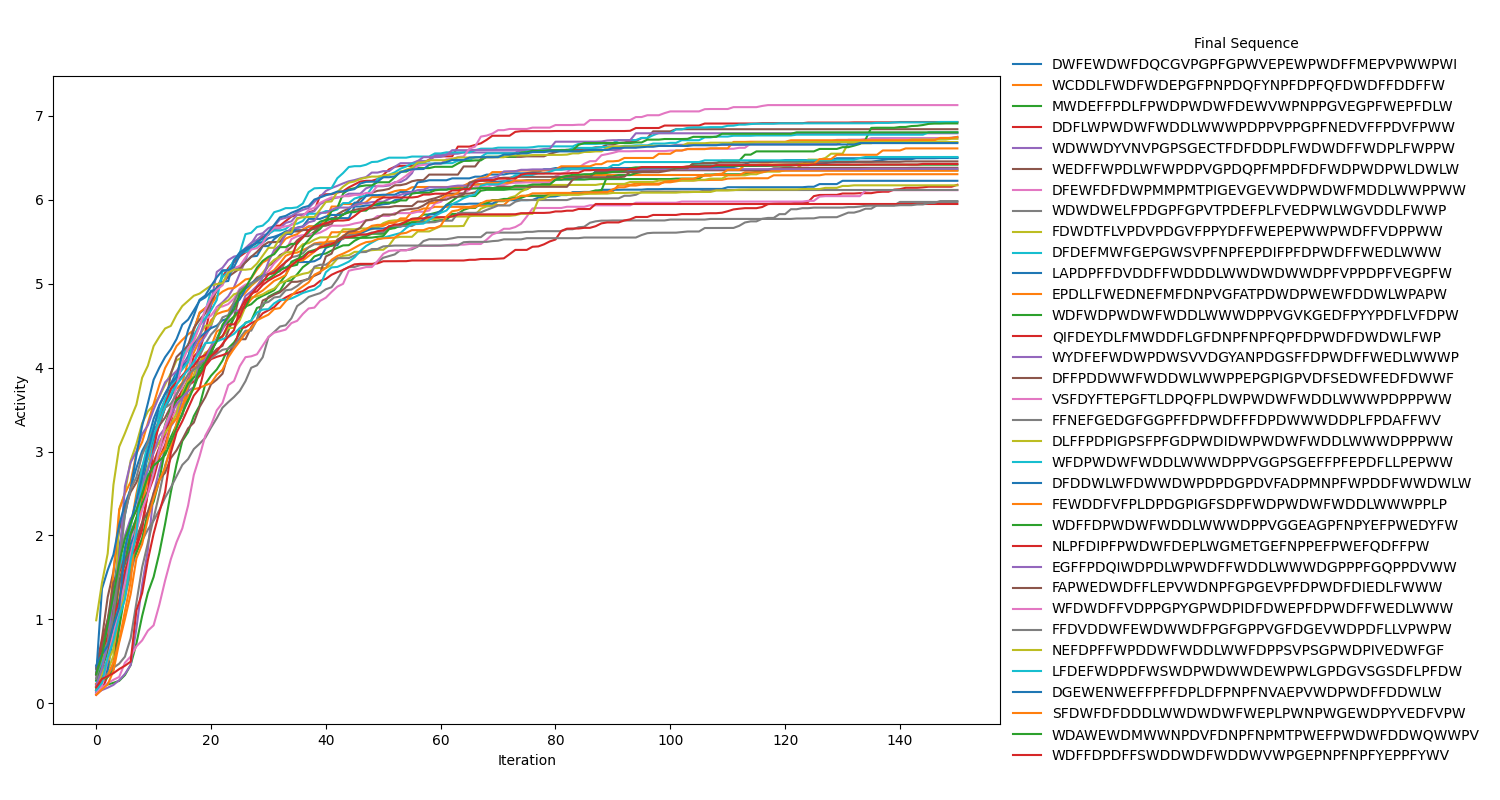 Final Sequence
DWFEWDWFDQCGVPGPFGPWVEPEWPWDFFMEPVPWWPWI
WCDDLFWDFWDEPGFPNPDQFYNPFDPFQFDWDFFDDFFW
MWDEFFPDLFPWDPWDWFDEWVWPNPPGVEGPFWEPFDLW
DDFLWPWDWFWDDLWWWPDPPVPPGPFNEDVFFPDVFPWW
WDWWDYVNVPGPSGECTFDFDDPLFWDWDFFWDPLFWPPW
WEDFFWPDLWFWPDPVGPDQPFMPDFDFWDPWDPWLDWLW
DFEWFDFDWPMMPMTPIGEVGEVWDPWDWFMDDLWWPPWW
WDWDFWELFPDGPFGPVTPDEFPLFVEDPWLWGVDDLFWWP
FDWDTFLVPDVPDGVFPPYDFFWEPEPWWPWDFFVDPPWW
DFDEFMWFGEPGWSVPFNPFEPDIFPFDPWDFFWEDLWWW
LAPDPFFDVDDFFWDDDLWWDWDWWDPFVPPDPFVEGPFW
EPDLLFWEDNEFMFDNPVGFATPDWDPWEWFDDWLWPAPW
WDFWDPWDWFWDDLWWWDPPVGVKGEDFPYYPDFLVFDPW
QIFDEYDLFMWDDFLGFDNPFNPFQPFDPWDFDWDWLFWP
WYDFEFWDWPDWSVVDGYANPDGSFFDPWDFFWEDLWWWP
DFFPDDWWFWDDWLWWPPEPGPIGPVDFSEDWFEDFDWWF
VSFDYFTEPGFTLDPQFPLDWPWDWFWDDLWWWPDPPPWW
FFNEFGEDGFGGPFFDPWDFFFDPDWWWDDPLFPDAFFWV
DLFFPDPIGPSFPFGDPWDIDWPWDWFWDDLWWWDPPPWW
WFDPWDWFWDDLWWWDPPVGGPSGEFFPFEPDFLLPEPWW
DFDDWLWFDWWDWPDPDGPDVFADPMNPFWPDDFWWDWLW
FEWDDFVFPLDPDGPIGFSDPFWDPWDWFWDDLWWWPPLP
WDFFDPWDWFWDDLWWWDPPVGGEAGPFNPYEFPWEDYFW
NLPFDIPFPWDWFDEPLWGMETGEFNPPEFPWEFQDFFPW
EGFFPDQIWDPDLWPWDFFWDDLWWWDGPPPFGQPPDVWW
FAPWEDWDFFLEPVWDNPFGPGEVPFDPWDFDIEDLFWWW
WFDWDFFVDPPGPYGPWDPIDFDWEPFDPWDFFWEDLWWW
FFDVDDWFEWDWWDFPGFGPPVGFDGEVWDPDFLLVPWPW
NEFDPFFWPDDWFWDDLWWFDPPSVPSGPWDPIVEDWFGF
LFDEFWDPDFWSWDPWDWWDEWPWLGPDGVSGSDFLPFDW
DGEWENWEFFPFFDPLDFPNPFNVAEPVWDPWDFFDDWLW
SFDWFDFDDDLWWDWDWFWEPLPWNPWGEWDPYVEDFVPW
WDAWEWDMWWNPDVFDNPFNPMTPWEFPWDWFDDWQWWPV
WDFFDPDFFSWDDWDFWDDWVWPGEPNPFNPFYEPPFYWV
Activity
7
6
5
4
3
2
1
0
0 20 40 60 80 100 120 140
Iteration